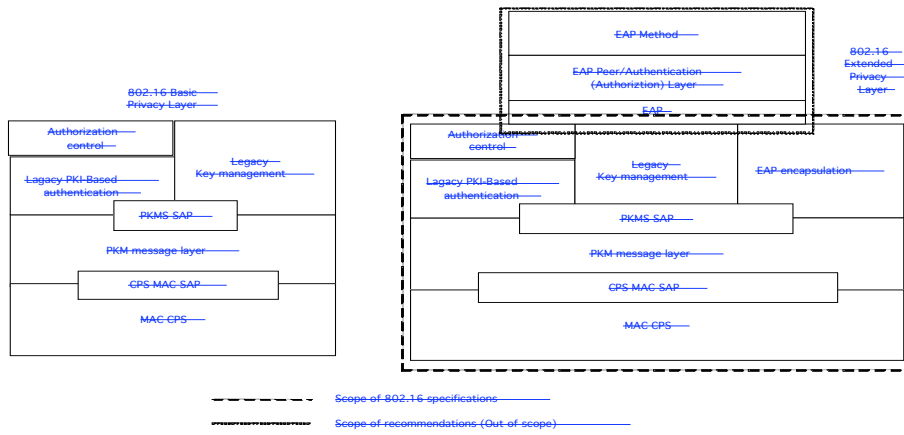 EAP Method
EAP Peer/Authentication
(Authoriztion) Layer
EAP
802.16
Extended
Privacy
Layer
802.16 Basic
Privacy Layer
Authorization
control
Legacy
Key management
Lagacy PKI-Based
authentication
PKMS SAP
PKM message layer
CPS MAC SAP
MAC CPS
Authorization
control
Legacy
Key management
EAP encapsulation
Lagacy PKI-Based
authentication
PKMS SAP
PKM message layer
CPS MAC SAP
MAC CPS
Scope of 802.16 specifications
Scope of recommendations (Out of scope)